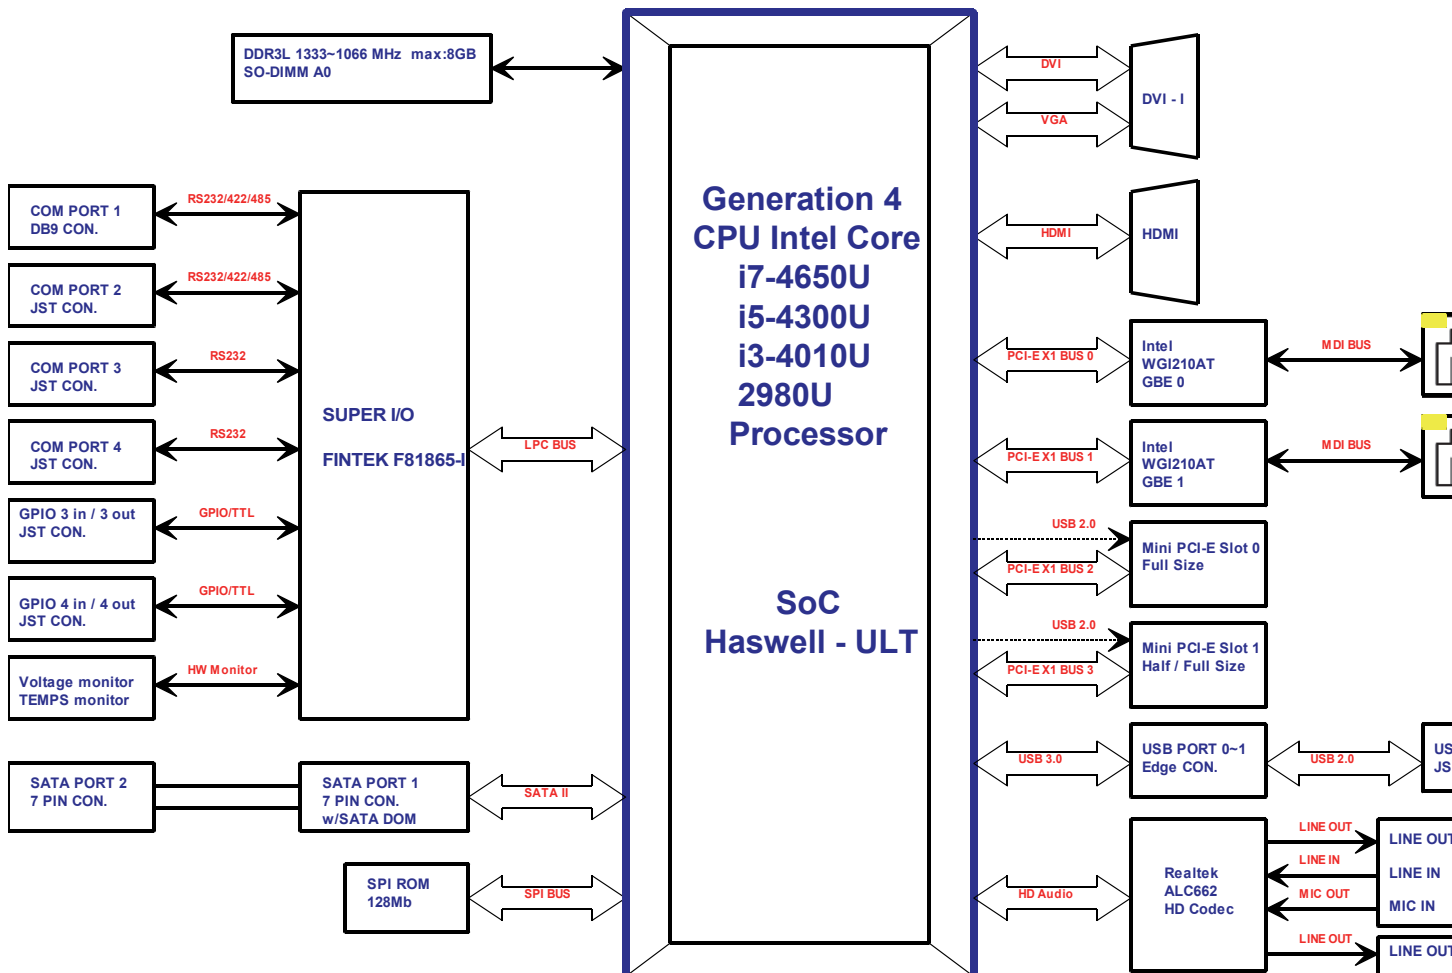 DDR3L 1333~1066 MHz max:8GB
SO-DIMM A0
COM PORT 1
DB9 CON.
RS232/422/485
COM PORT 2
JST CON.
RS232/422/485
COM PORT 3
JST CON.
RS232
COM PORT 4
JST CON.
RS232
GPIO 3 in / 3 out
JST CON.
GPIO/TTL
GPIO 4 in / 4 out
JST CON.
GPIO/TTL
Voltage monitor
TEMPS monitor
HW Monitor
SUPER I/O
FINTEK F81865-I
LPC BUS
SATA PORT 2
7 PIN CON.
SATA PORT 1
7 PIN CON.
w/SATA DOM
SATA II
SPI ROM
128Mb
SPI BUS
Generation 4
CPU Intel Core
i7-4650U
i5-4300U
i3-4010U
2980U
Processor
SoC
Haswell - ULT
DVI
VGA
DVI - I
HDMI
HDMI
PCI-E X1 BUS 0
Intel
WGI210AT
GBE 0
MDI BUS
PCI-E X1 BUS 1
Intel
WGI210AT
GBE 1
MDI BUS
USB 2.0
PCI-E X1 BUS 2
Mini PCI-E Slot 0
Full Size
USB 2.0
PCI-E X1 BUS 3
Mini PCI-E Slot 1
Half / Full Size
USB 3.0
USB PORT 0~1
Edge CON.
USB 2.0
US
JS
HD Audio
Realtek
ALC662
HD Codec
LINE OUT
LINE IN
MIC OUT
LINE OUT
LINE OUT
LINE IN
MIC IN
LINE OUT